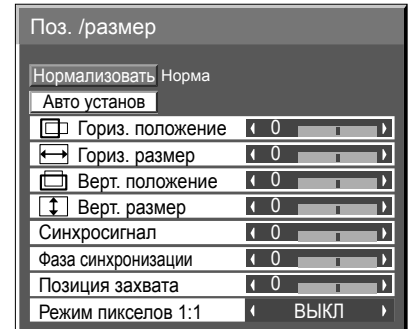 Поз. /размер
Нормализовать Норма
Авто установ
Гориз. положение 0
Гориз. размер 0
Верт. положение 0
Верт. размер 0
Синхросигнал 0
Фаза синхронизации 0
Позиция захвата 0
Режим пикселов 1:1 ВЫКЛ